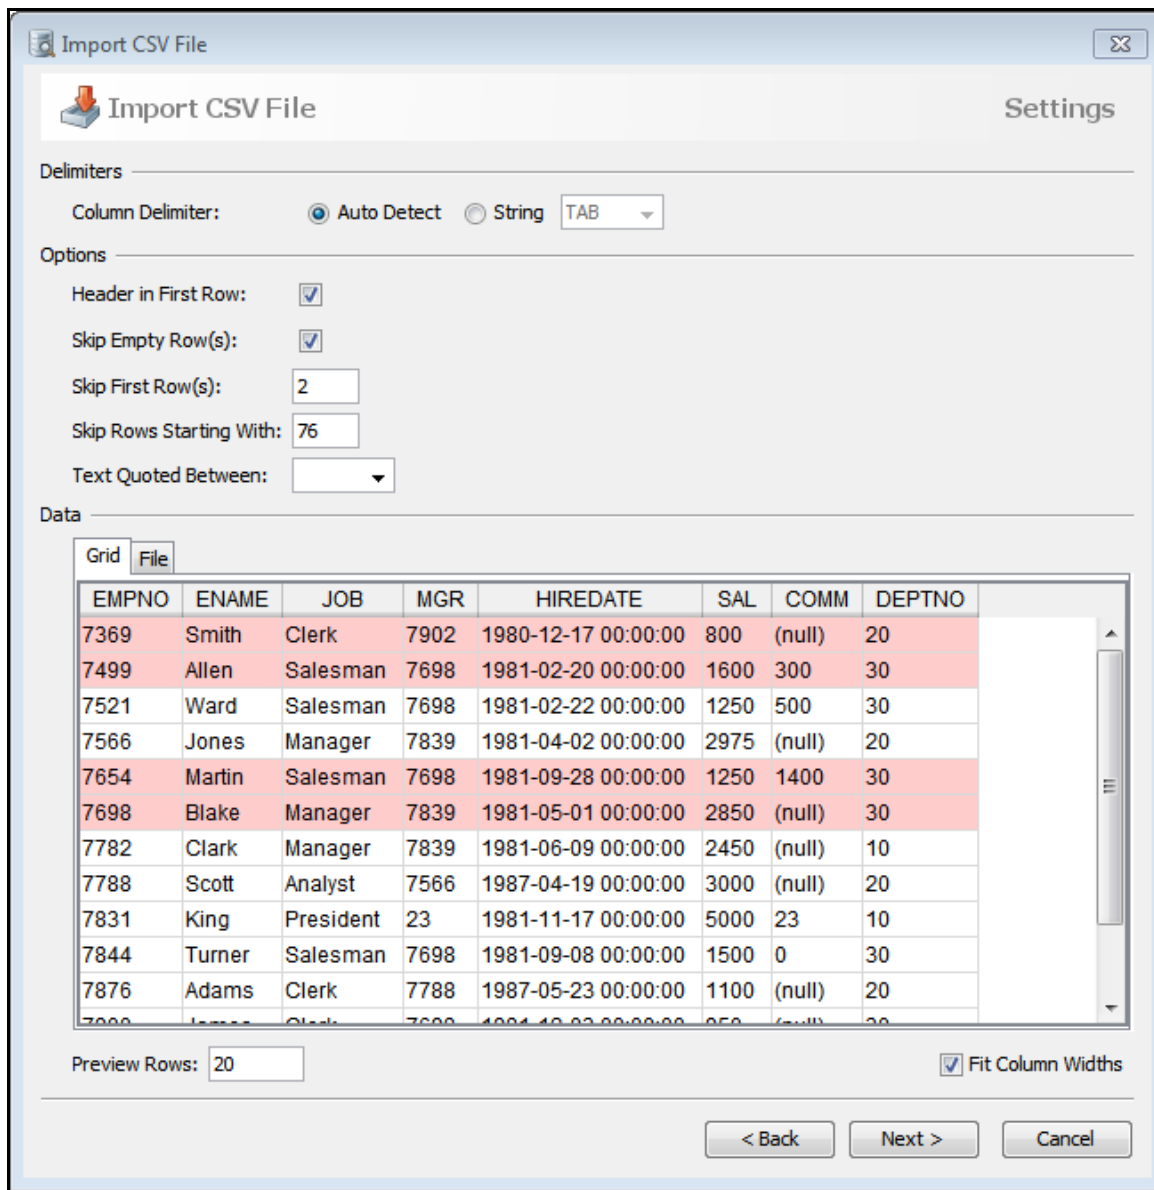 Import CSV File
Import CSV File Settings
Delimiters
Column Delimiter: Auto Detect String TAB
Options
Header in First Row:
Skip Empty Row(s):
Skip First Row(s): 2
Skip Rows Starting With: 76
Text Quoted Between:
Data
Grid File
EMPNO ENAME JOB MGR HIREDATE SAL COMM DEPTNO
7369 Smith Clerk 7902 1980-12-17 00:00:00 800 (null) 20
7499 Allen Salesman 7698 1981-02-20 00:00:00 1600 300 30
7521 Ward Salesman 7698 1981-02-22 00:00:00 1250 500 30
7566 Jones Manager 7839 1981-04-02 00:00:00 2975 (null) 20
7654 Martin Salesman 7698 1981-09-28 00:00:00 1250 1400 30
7698 Blake Manager 7839 1981-05-01 00:00:00 2850 (null) 30
7782 Clark Manager 7839 1981-06-09 00:00:00 2450 (null) 10
7788 Scott Analyst 7566 1987-04-19 00:00:00 3000 (null) 20
7831 King President 23 1981-11-17 00:00:00 5000 23 10
7844 Turner Salesman 7698 1981-09-08 00:00:00 1500 0 30
7876 Adams Clerk 7788 1987-05-23 00:00:00 1100 (null) 20
Preview Rows: 20 Fit Column Widths
< Back Next > Cancel